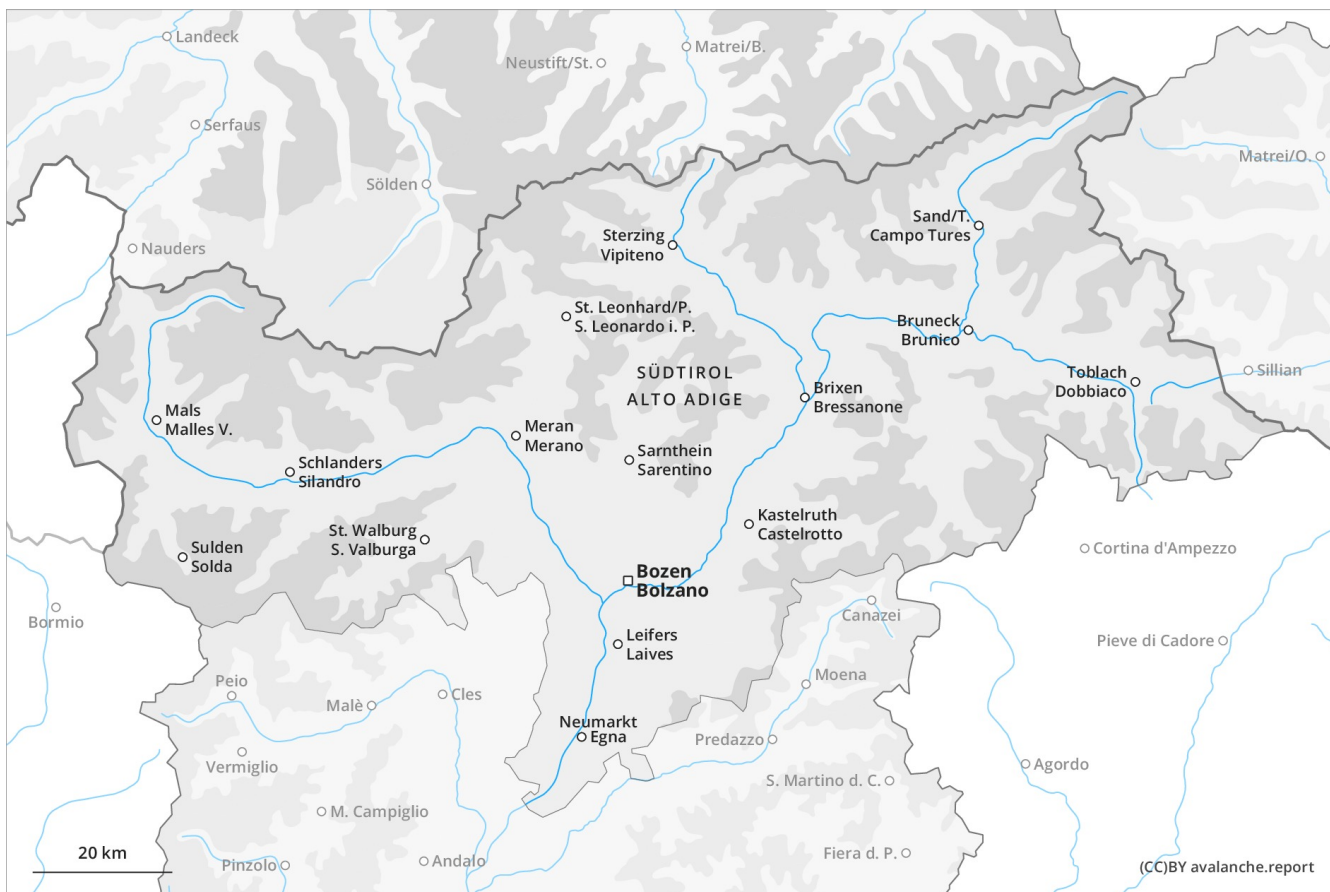 Landeck
Matrei/B.
Neustift/St.
Serfaus
Matrei/O.
Sölden
Nauders
Sand/T.
Campo Tures
Sterzing
Vipiteno
St. Leonhard/P.
S. Leonardo i. P.
Bruneck
Brunico
SÜDTIROL
ALTO ADIGE
Toblach
Dobbiaco
Sillian
Brixen
Bressanone
Mals
Malles V.
Meran
Merano
Sarnthein
Sarentino
Schlanders
Silandro
Kastelruth
Castelrotto
St. Walburg
S. Valburga
Sulden
Solda
Cortina d'Ampezzo
Bozen
Bolzano
Bormio
Canazei
Leifers
Laives
Pieve di Cadore
Moena
Peio
Cles
Malè
Neumarkt
Egna
Predazzo
Vermiglio
Agordo
S. Martino d. C.
M. Campiglio
20 km
Pinzolo
Andalo
Fiera d. P.
(CC)BY avalanche.report